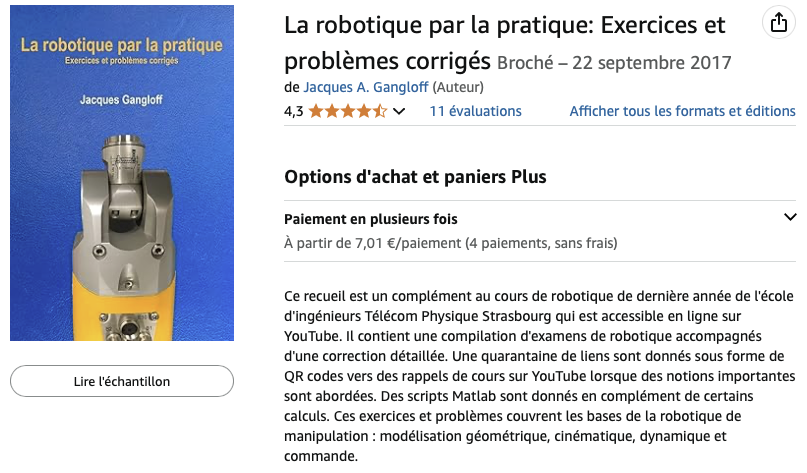 La robotique par la pratique
Exercices et problèmes corrigés
Jacques Gangloff
Lire l'échantillon
La robotique par la pratique: Exercices et
problèmes corrigés Broché – 22 septembre 2017
de Jacques A. Gangloff (Auteur)
4,3 11 évaluations Afficher tous les formats et éditions
Options d'achat et paniers Plus
Paiement en plusieurs fois
À partir de 7,01 €/paiement (4 paiements, sans frais)
Ce recueil est un complément au cours de robotique de dernière année de l'école
d'ingénieurs Télécom Physique Strasbourg qui est accessible en ligne sur
YouTube. Il contient une compilation d'examens de robotique accompagnés
d'une correction détaillée. Une quarantaine de liens sont donnés sous forme de
QR codes vers des rappels de cours sur YouTube lorsque des notions importantes
sont abordées. Des scripts Matlab sont donnés en complément de certains
calculs. Ces exercices et problèmes couvrent les bases de la robotique de
manipulation : modélisation géométrique, cinématique, dynamique et
commande.